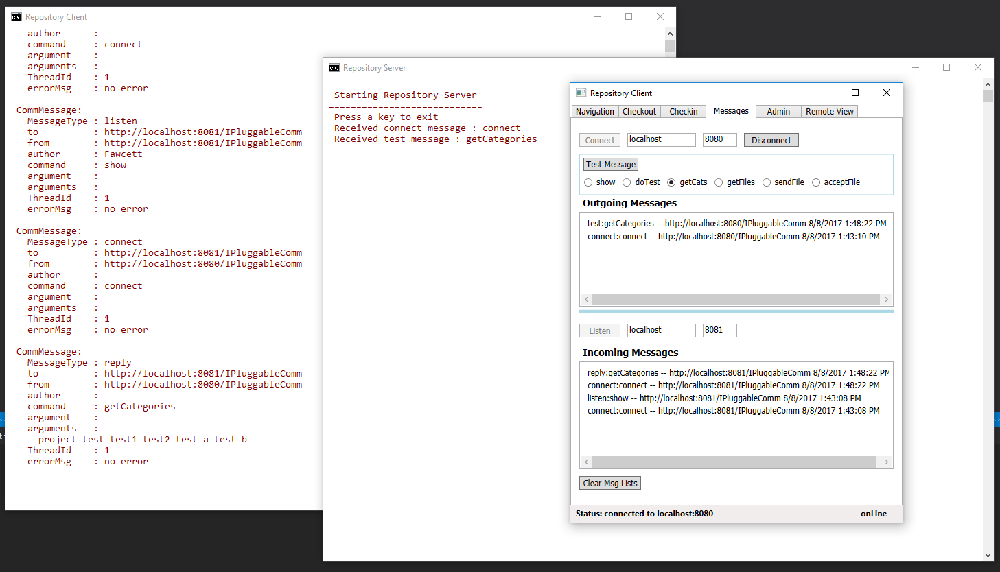 Repository Client
author :
command : connect
argument :
arguments :
ThreadId : 1
errorMsg : no error
CommMessage:
MessageType : listen
to : http://localhost:8081/IPluggableComm
from : http://localhost:8081/IPluggableComm
author : Fawcett
command : show
argument :
arguments :
ThreadId : 1
errorMsg : no error
CommMessage:
MessageType : connect
to : http://localhost:8081/IPluggableComm
from : http://localhost:8080/IPluggableComm
author :
command : connect
argument :
arguments :
ThreadId : 1
errorMsg : no error
CommMessage:
MessageType : reply
to : http://localhost:8081/IPluggableComm
from : http://localhost:8080/IPluggableComm
author :
command : getCategories
argument :
arguments :
project test test1 test2 test_a test_b
ThreadId : 1
errorMsg : no error
Repository Server
Starting Repository Server
============================
Press a key to exit
Received connect message : connect
Received test message : getCategories
Repository Client
Navigation Checkout Checkin Messages Admin Remote View
Connect localhost 8080 Disconnect
Test Message
show doTest getCats getFiles sendFile acceptFile
Outgoing Messages
test:getCategories -- http://localhost:8080/IPluggableComm 8/8/2017 1:48:22 PM
connect:connect -- http://localhost:8080/IPluggableComm 8/8/2017 1:43:10 PM
Listen localhost 8081
Incoming Messages
reply:getCategories -- http://localhost:8081/IPluggableComm 8/8/2017 1:48:22 PM
connect:connect -- http://localhost:8081/IPluggableComm 8/8/2017 1:48:22 PM
listen:show -- http://localhost:8081/IPluggableComm 8/8/2017 1:43:08 PM
connect:connect -- http://localhost:8081/IPluggableComm 8/8/2017 1:43:08 PM
Clear Msg Lists
Status: connected to localhost:8080 onLine